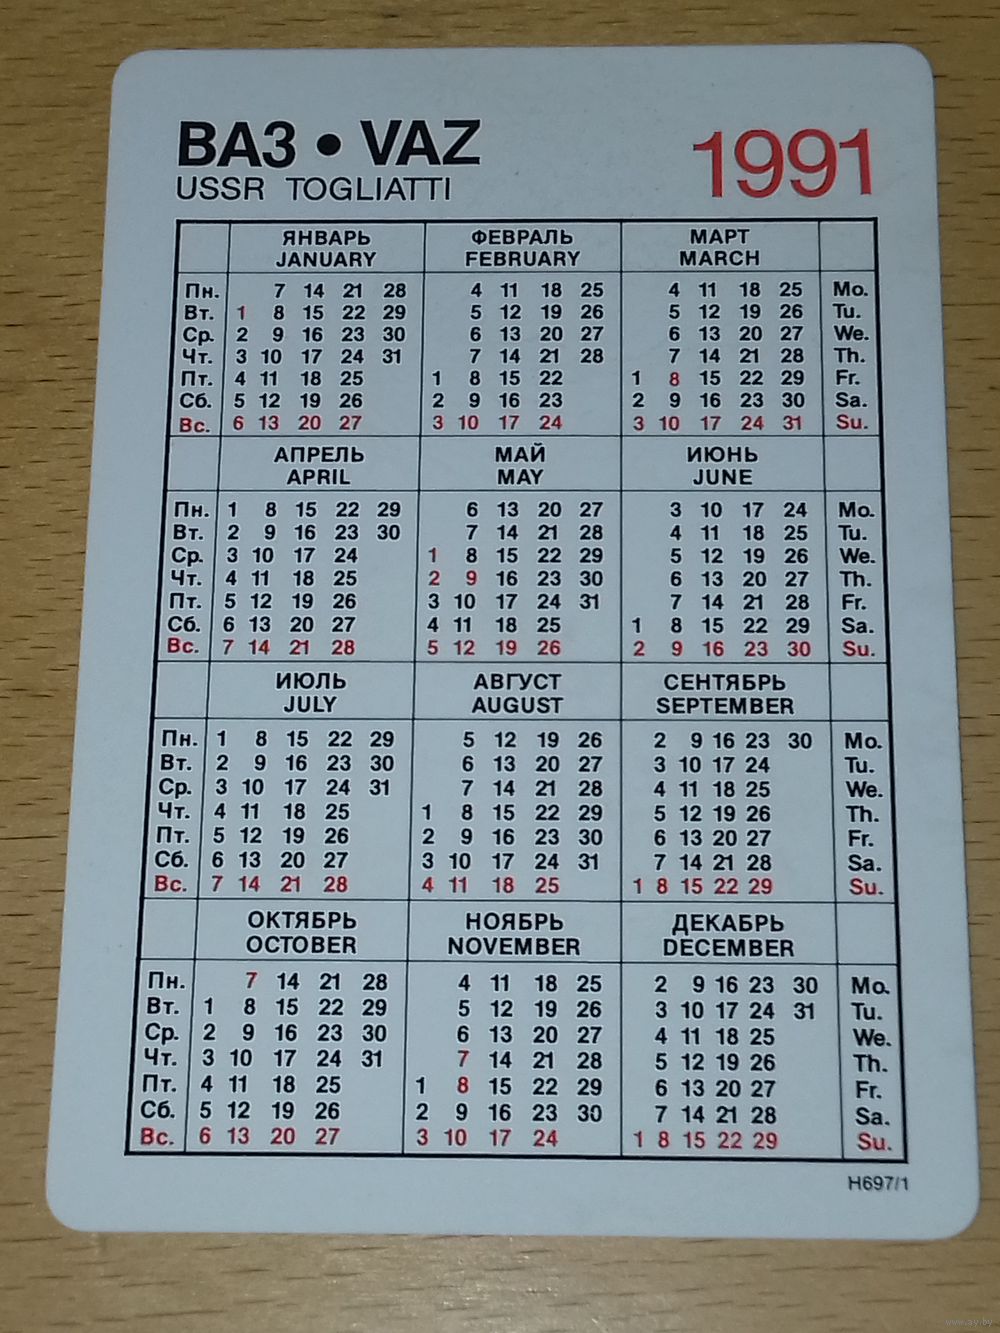 ВАЗ • VAZ 1991
USSR TOGLIATTI
ЯНВАРЬ ФЕВРАЛЬ МАРТ
JANUARY FEBRUARY MARCH
Пн. 7 14 21 28 4 11 18 25 4 11 18 25 Mo.
Вт. 1 8 15 22 29 5 12 19 26 5 12 19 26 Tu.
Ср. 2 9 16 23 30 6 13 20 27 6 13 20 27 We.
Чт. 3 10 17 24 31 7 14 21 28 7 14 21 28 Th.
Пт. 4 11 18 25 1 8 15 22 1 8 15 22 29 Fr.
Сб. 5 12 19 26 2 9 16 23 2 9 16 23 30 Sa.
Вс. 6 13 20 27 3 10 17 24 3 10 17 24 31 Su.
АПРЕЛЬ МАЙ ИЮНЬ
APRIL MAY JUNE
Пн. 1 8 15 22 29 6 13 20 27 3 10 17 24 Mo.
Вт. 2 9 16 23 30 7 14 21 28 4 11 18 25 Tu.
Ср. 3 10 17 24 1 8 15 22 29 5 12 19 26 We.
Чт. 4 11 18 25 2 9 16 23 30 6 13 20 27 Th.
Пт. 5 12 19 26 3 10 17 24 31 7 14 21 28 Fr.
Сб. 6 13 20 27 4 11 18 25 1 8 15 22 29 Sa.
Вс. 7 14 21 28 5 12 19 26 2 9 16 23 30 Su.
ИЮЛЬ АВГУСТ СЕНТЯБРЬ
JULY AUGUST SEPTEMBER
Пн. 1 8 15 22 29 5 12 19 26 2 9 16 23 30 Mo.
Вт. 2 9 16 23 30 6 13 20 27 3 10 17 24 Tu.
Ср. 3 10 17 24 31 7 14 21 28 4 11 18 25 We.
Чт. 4 11 18 25 1 8 15 22 29 5 12 19 26 Th.
Пт. 5 12 19 26 2 9 16 23 30 6 13 20 27 Fr.
Сб. 6 13 20 27 3 10 17 24 31 7 14 21 28 Sa.
Вс. 7 14 21 28 4 11 18 25 1 8 15 22 29 Su.
ОКТЯБРЬ НОЯБРЬ ДЕКАБРЬ
OCTOBER NOVEMBER DECEMBER
Пн. 7 14 21 28 4 11 18 25 2 9 16 23 30 Mo.
Вт. 1 8 15 22 29 5 12 19 26 3 10 17 24 31 Tu.
Ср. 2 9 16 23 30 6 13 20 27 4 11 18 25 We.
Чт. 3 10 17 24 31 7 14 21 28 5 12 19 26 Th.
Пт. 4 11 18 25 1 8 15 22 29 6 13 20 27 Fr.
Сб. 5 12 19 26 2 9 16 23 30 7 14 21 28 Sa.
Вс. 6 13 20 27 3 10 17 24 1 8 15 22 29 Su.
H697/1
www.ay.by